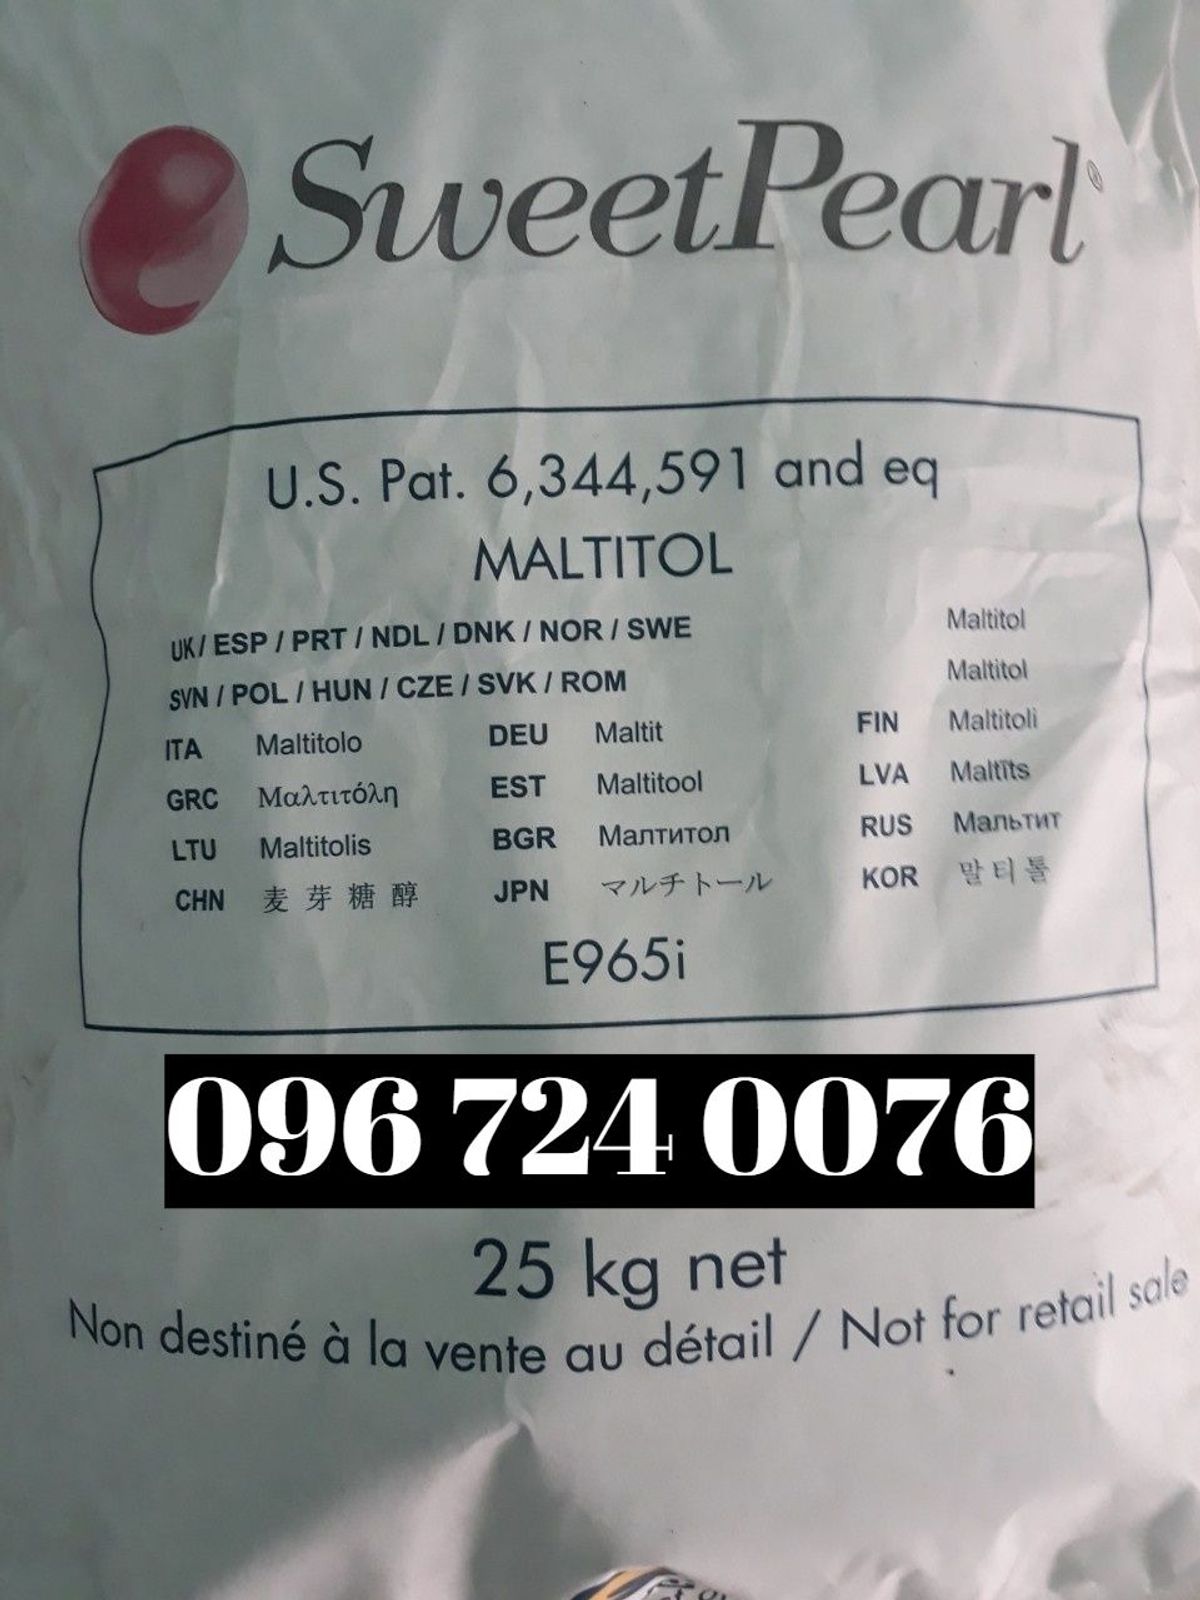 SweetPearl®
U.S. Pat. 6,344,591 and eq
MALTITOL
UK / ESP / PRT / NDL / DNK / NOR / SWE Maltitol
SVN / POL / HUN / CZE / SVK / ROM Maltitol
ITA Maltitolo DEU Maltit FIN Maltitoli
GRC Μαλτιτόλη EST Maltitool LVA Maltīts
LTU Maltitolis BGR Малтитол RUS Мальтит
CHN 麦 芽 糖 醇 JPN マルチトール KOR 말 티 톨
E965i
096 724 0076
25 kg net
Non destiné à la vente au détail / Not for retail sale